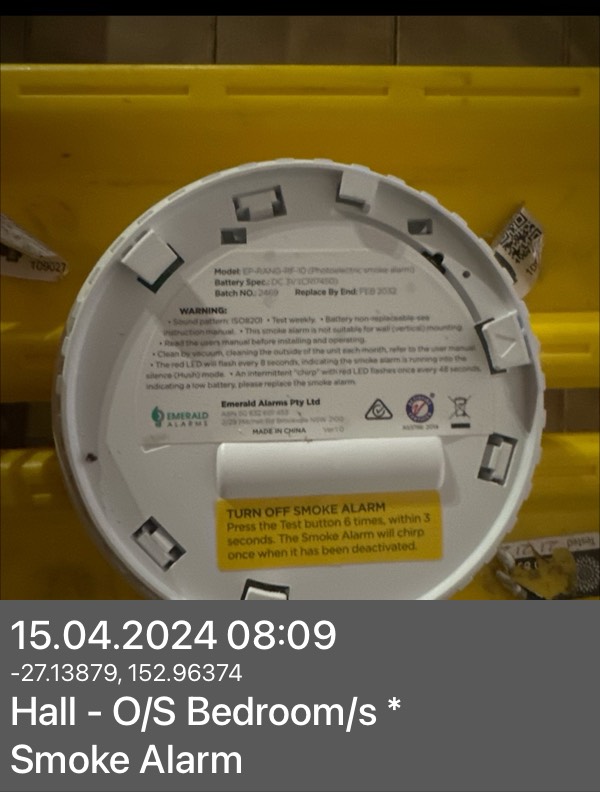 Model: EP-RANG-RF-10 (Photoelectric smoke alarm)
Battery Spec.: DC 3V
Batch NO.: 2469 Replace By End: FEB 2032
WARNING:
• Sound pattern: ISO8201 • Test weekly. • Battery non-replaceable-see
instruction manual. • This smoke alarm is not suitable for wall (vertical) mounting.
• Read the users manual before installing and operating.
• Clean by vacuum, cleaning the outside of the unit each month, refer to the user manual.
• The red LED will flash every 8 seconds, indicating the smoke alarm is running into the
silence (Hush) mode. • An intermittent "chirp" with red LED flashes once every 48 seconds,
indicating a low battery, please replace the smoke alarm.
EMERALD
ALARMS
Emerald Alarms Pty Ltd
MADE IN CHINA Ver1.0
TURN OFF SMOKE ALARM
Press the Test button 6 times, within 3
seconds. The Smoke Alarm will chirp
once when it has been deactivated.
T09027
15.04.2024 08:09
-27.13879, 152.96374
Hall - O/S Bedroom/s *
Smoke Alarm